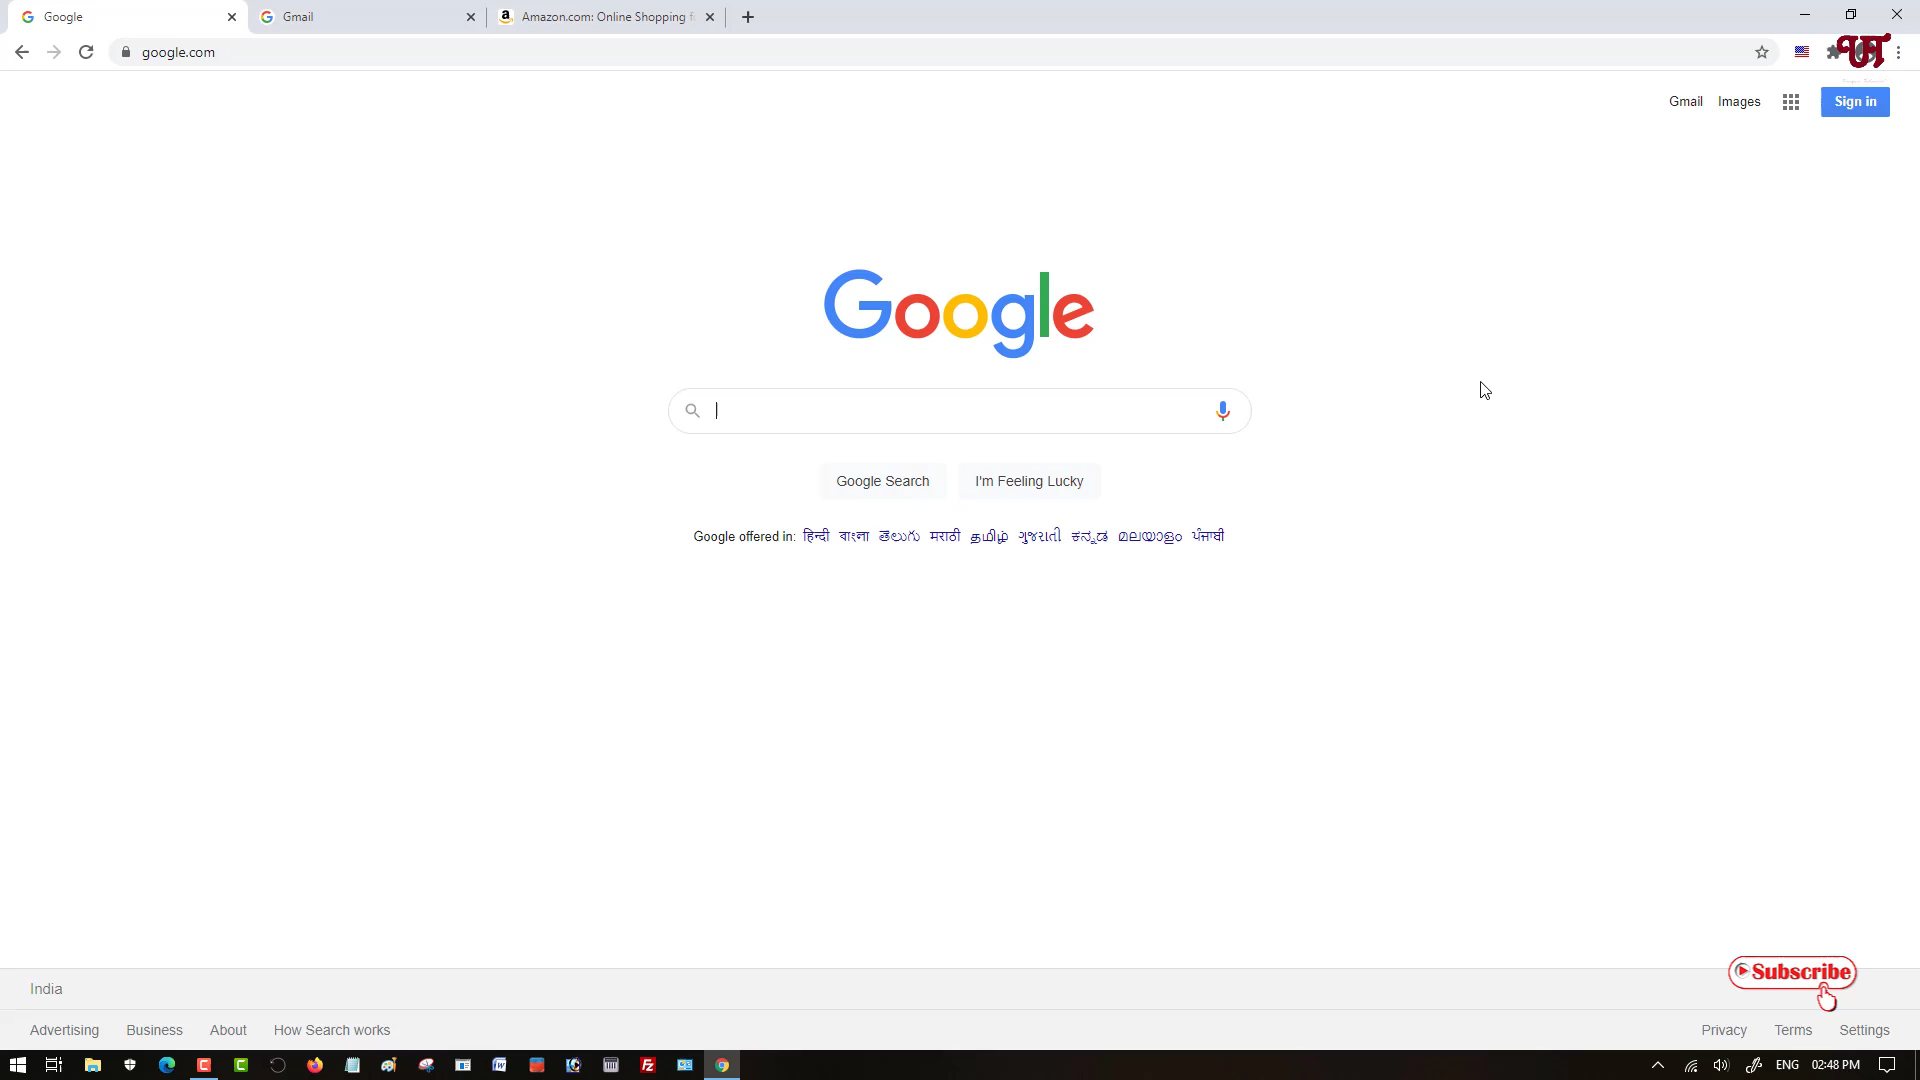 Google
Gmail
Amazon.com: Online Shopping f
google.com
Gmail
Images
Sign in
Google
Google Search
I'm Feeling Lucky
Google offered in: हिन्दी বাংলা తెలుగు मराठी தமிழ் ગુજરાતી ಕನ್ನಡ മലയാളം ਪੰਜਾਬੀ
India
Subscribe
Advertising Business About How Search works
Privacy Terms Settings
ENG 02:48 PM